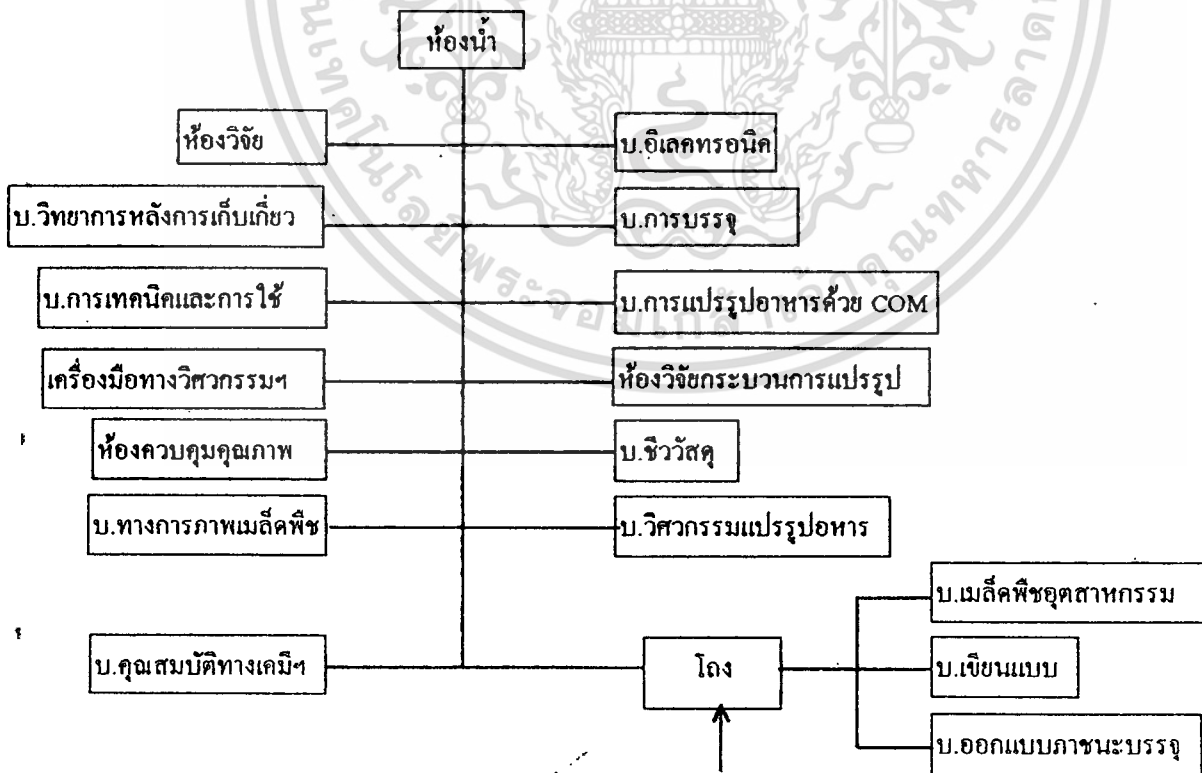 ห้องน้ำ
ห้องวิจัย
บ.อิเลคทรอนิค
บ.วิทยาการหลังการเก็บเกี่ยว
บ.การบรรจุ
บ.การเทคนิคและการใช้
บ.การแปรรูปอาหารด้วย COM
เครื่องมือทางวิศวกรรมฯ
ห้องวิจัยกระบวนการแปรรูป
ห้องควบคุมคุณภาพ
บ.ชีววัสดุ
บ.ทางการภาพเมล็ดพืช
บ.วิศวกรรมแปรรูปอหาร
บ.เมล็ดพืชอุตสาหกรรม
บ.คุณสมบัติทางเคมีฯ
โถง
บ.เขียนแบบ
บ.ออกแบบภาชนะบรรจุ